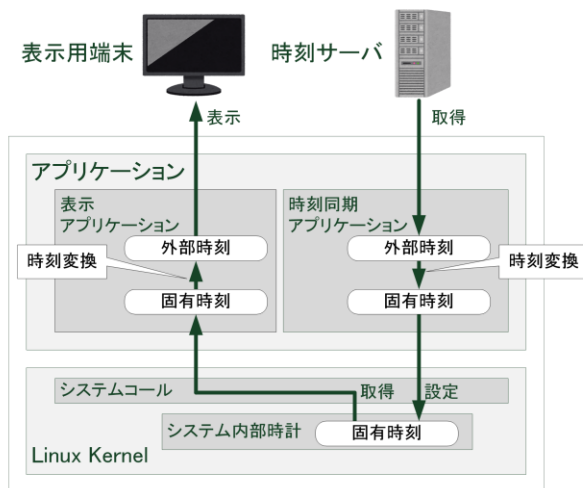 表示用端末
時刻サーバ
表示
取得
アプリケーション
表示
アプリケーション
外部時刻
時刻変換
固有時刻
時刻同期
アプリケーション
外部時刻
時刻変換
固有時刻
システムコール
取得
設定
システム内部時計
固有時刻
Linux Kernel